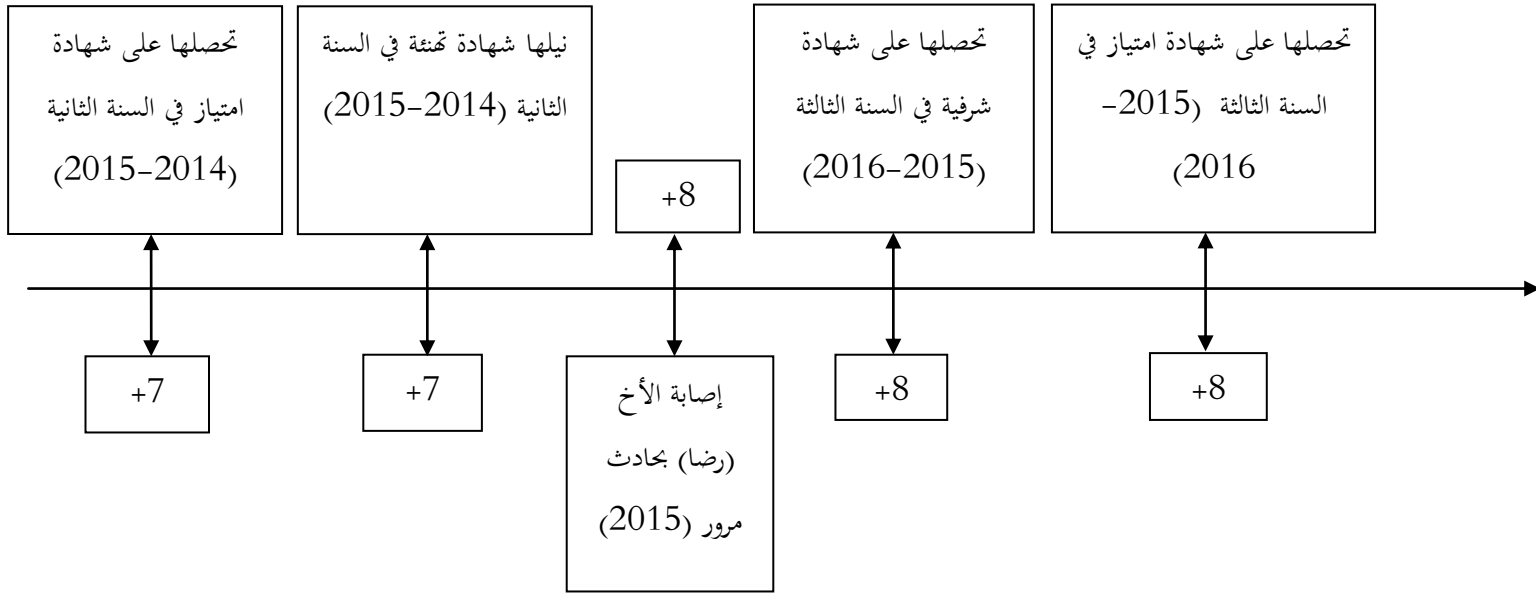 تحصلها على شهادة
امتياز في السنة الثانية
(2014-2015)
نيلها شهادة تهنئة في السنة
الثانية (2014-2015)
+8
تحصلها على شهادة
شرفية في السنة الثالثة
(2015-2016)
تحصلها على شهادة امتياز في
السنة الثالثة (2015-
2016)
+7
+7
إصابة الأخ
(رضا) بحادث
مرور (2015)
+8
+8